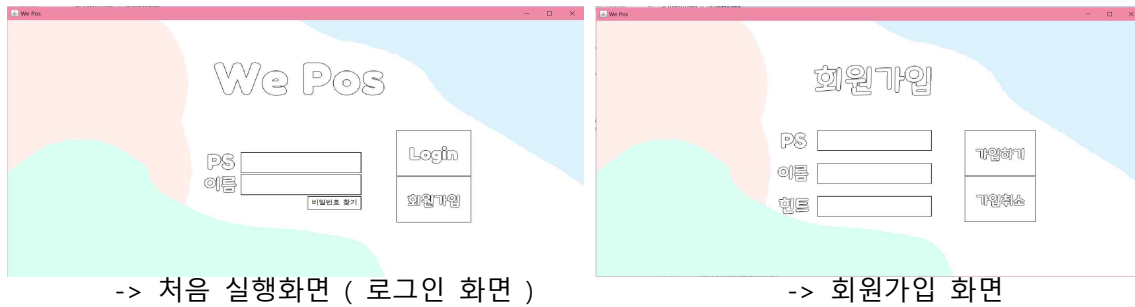 We Pos
We Pos
PS
이름
비밀번호 찾기
Login
회원가입
-> 처음 실행화면 ( 로그인 화면 )
We Pos
회원가입
PS
이름
힌트
가입하기
가입취소
-> 회원가입 화면